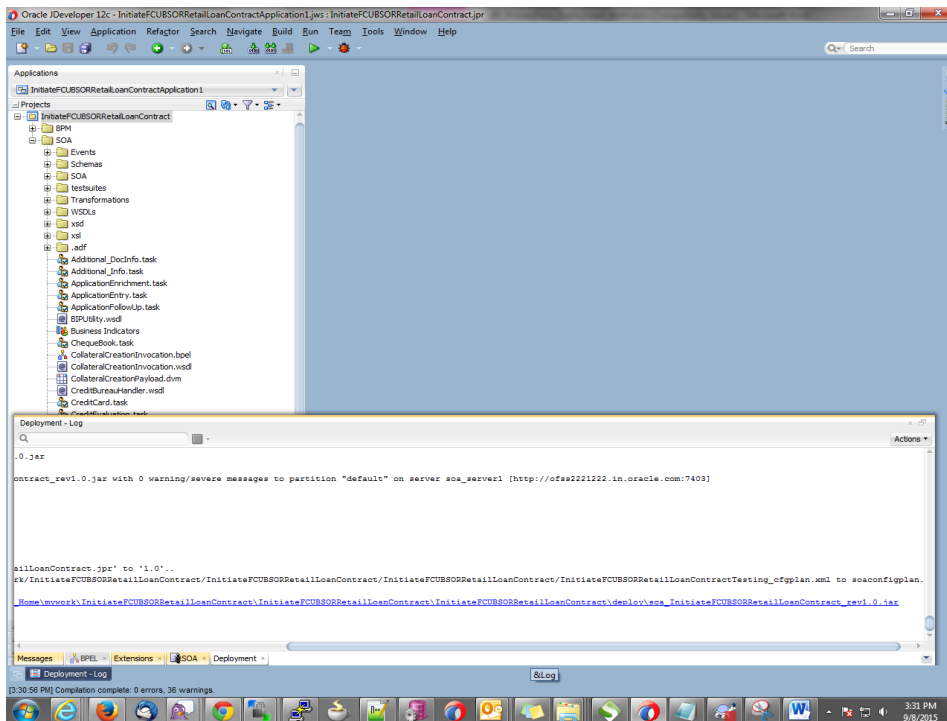 Oracle JDeveloper 12c - InitiateFCUBSORRetailLoanContractApplication1.jws : InitiateFCUBSORRetailLoanContract.jpr
File Edit View Application Refactor Search Navigate Build Run Team Tools Window Help
Search
Applications
InitiateFCUBSORRetailLoanContractApplication1
Projects
InitiateFCUBSORRetailLoanContract
BPM
SOA
Events
Schemas
SOA
testsuites
Transformations
WSDLs
xsd
xsl
.adf
Additional_DocInfo.task
Additional_Info.task
ApplicationEnrichment.task
ApplicationEntry.task
ApplicationFollowUp.task
BIPUtility.wsdl
Business Indicators
ChequeBook.task
CollateralCreationInvocation.bpel
CollateralCreationInvocation.wsdl
CollateralCreationPayload.dvm
CreditBureauHandler.wsdl
CreditCard.task
CreditEvaluation.task
Deployment - Log
Actions
.0.jar
ontract_rev1.0.jar with 0 warning/severe messages to partition "default" on server soa_server1 [http://ofss2221222.in.oracle.com:7403]
ailLoanContract.jpr' to '1.0'..
rk/InitiateFCUBSORRetailLoanContract/InitiateFCUBSORRetailLoanContract/InitiateFCUBSORRetailLoanContract/InitiateFCUBSORRetailLoanContractTesting_cfgplan.xml to soaconfigplan.
_Home\mywork\InitiateFCUBSORRetailLoanContract\InitiateFCUBSORRetailLoanContract\InitiateFCUBSORRetailLoanContract\deploy\sca_InitiateFCUBSORRetailLoanContract_rev1.0.jar
Messages BPEL Extensions SOA Deployment
Deployment - Log
&Log
[3:30:56 PM] Compilation complete: 0 errors, 36 warnings.
3:31 PM
9/8/2015